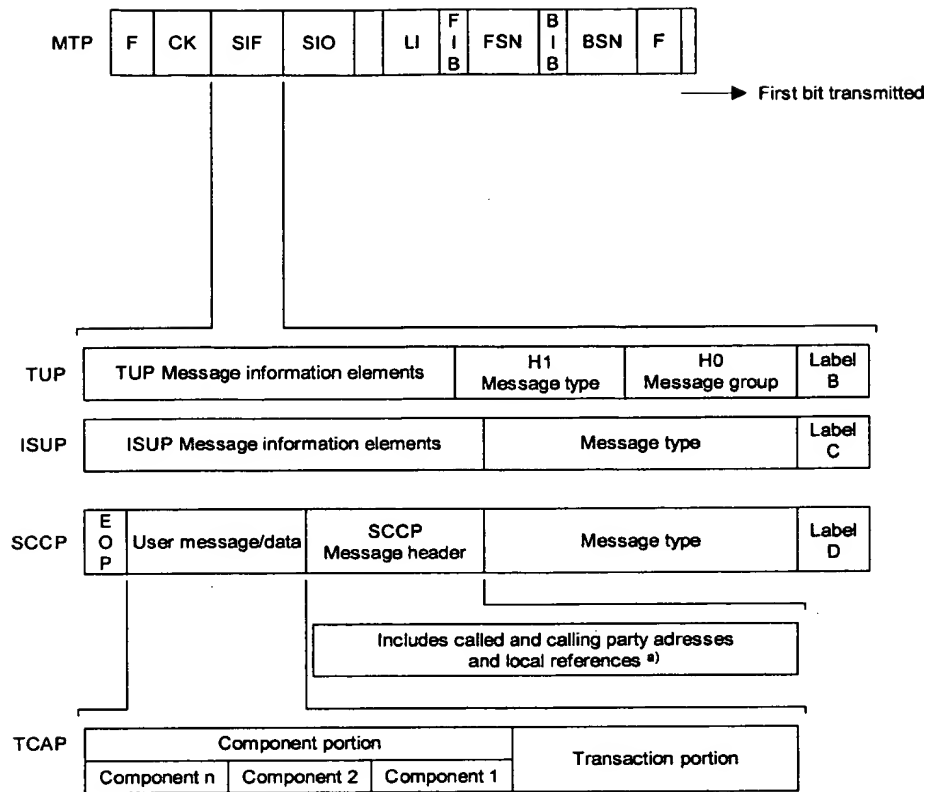 MTP F CK SIF SIO LI FIB FSN BIB BSN F
First bit transmitted
TUP TUP Message information elements H1 Message type H0 Message group Label B
ISUP ISUP Message information elements Message type Label C
SCCP EOP User message/data SCCP Message header Message type Label D
Includes called and calling party adresses
and local references a)
TCAP Component portion Transaction portion
Component n Component 2 Component 1